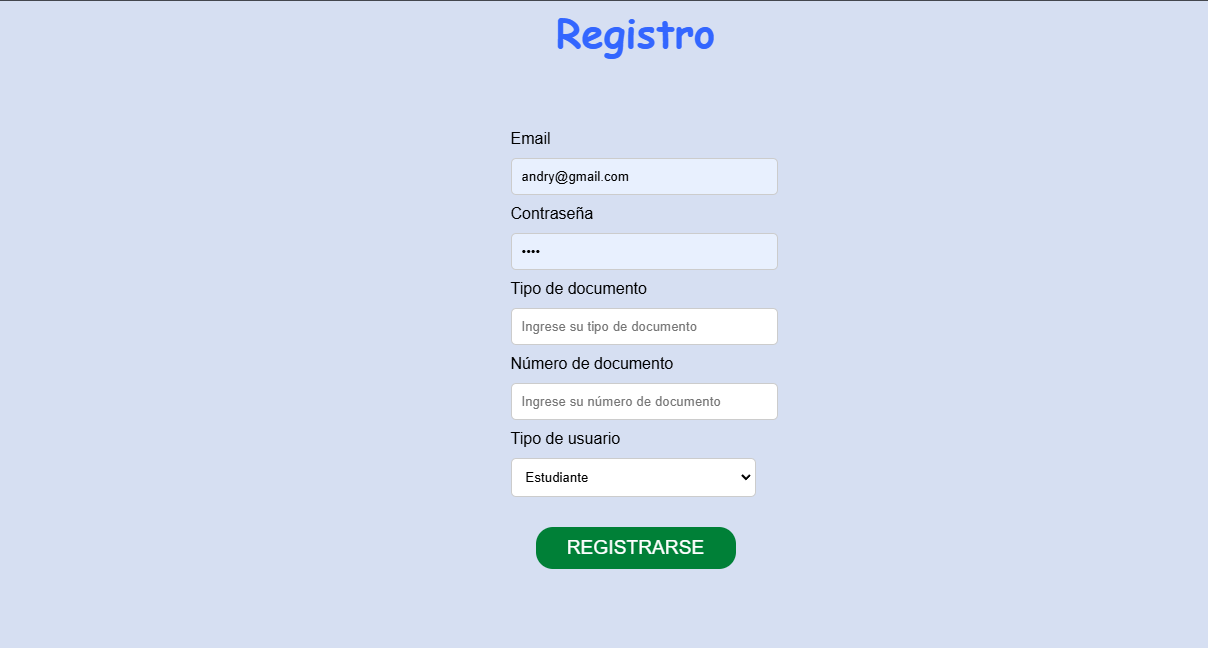 Registro
Email
andry@gmail.com
Contraseña
••••
Tipo de documento
Ingrese su tipo de documento
Número de documento
Ingrese su número de documento
Tipo de usuario
Estudiante
REGISTRARSE